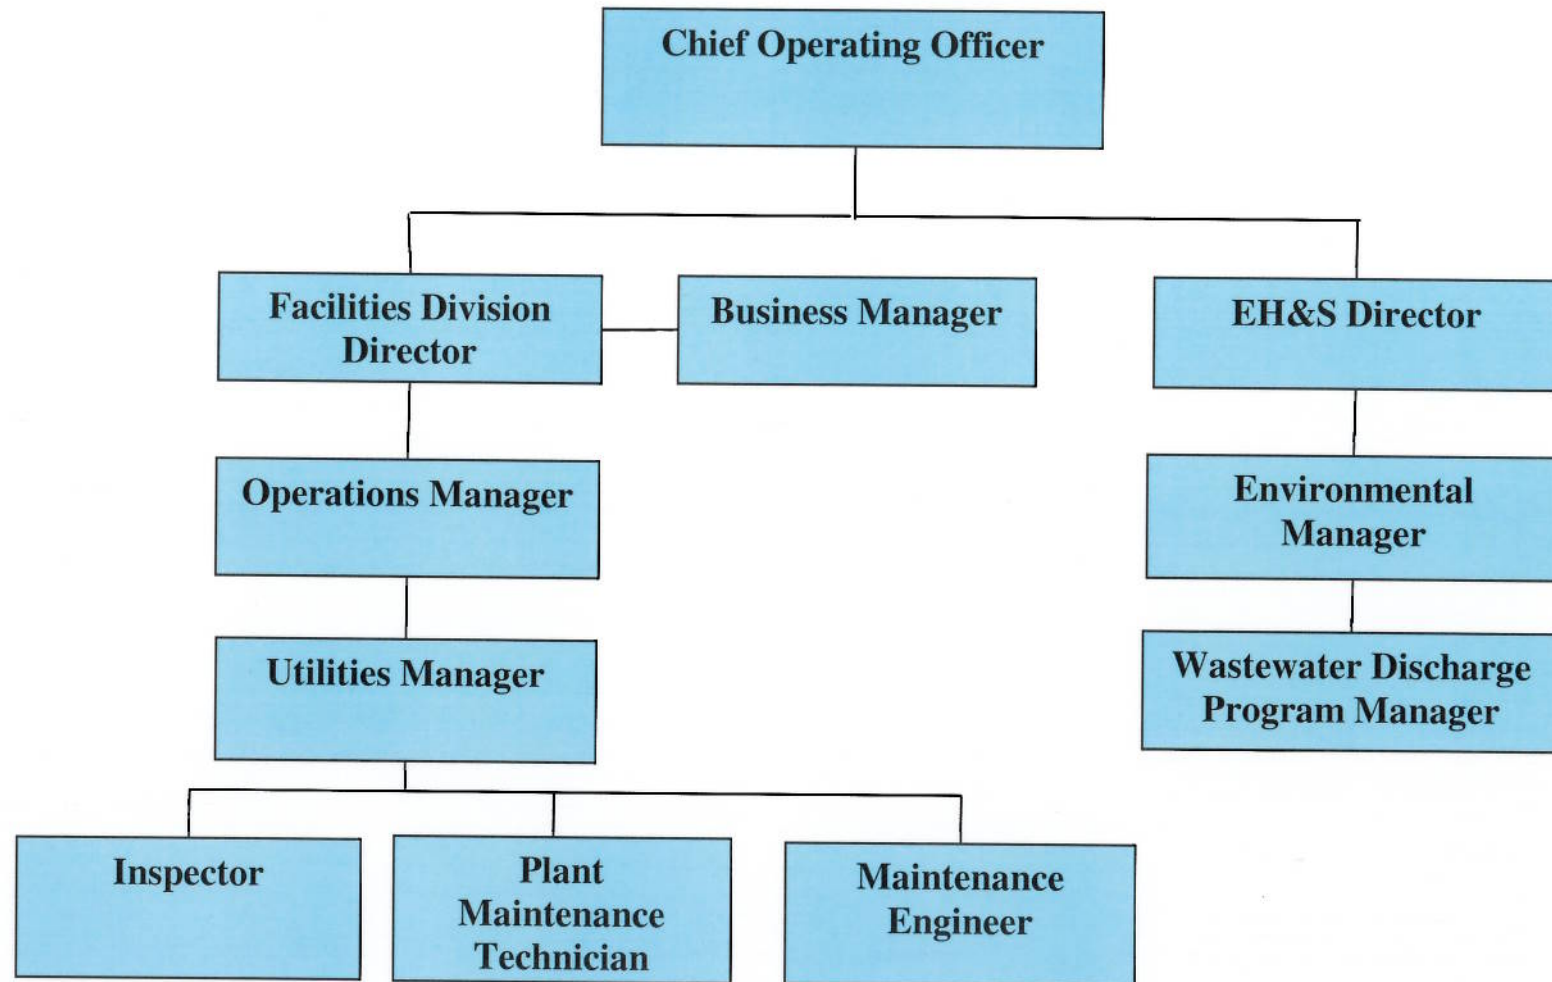 Chief Operating Officer
Facilities Division
Director
Business Manager
EH&S Director
Operations Manager
Environmental
Manager
Utilities Manager
Wastewater Discharge
Program Manager
Inspector
Plant
Maintenance
Technician
Maintenance
Engineer